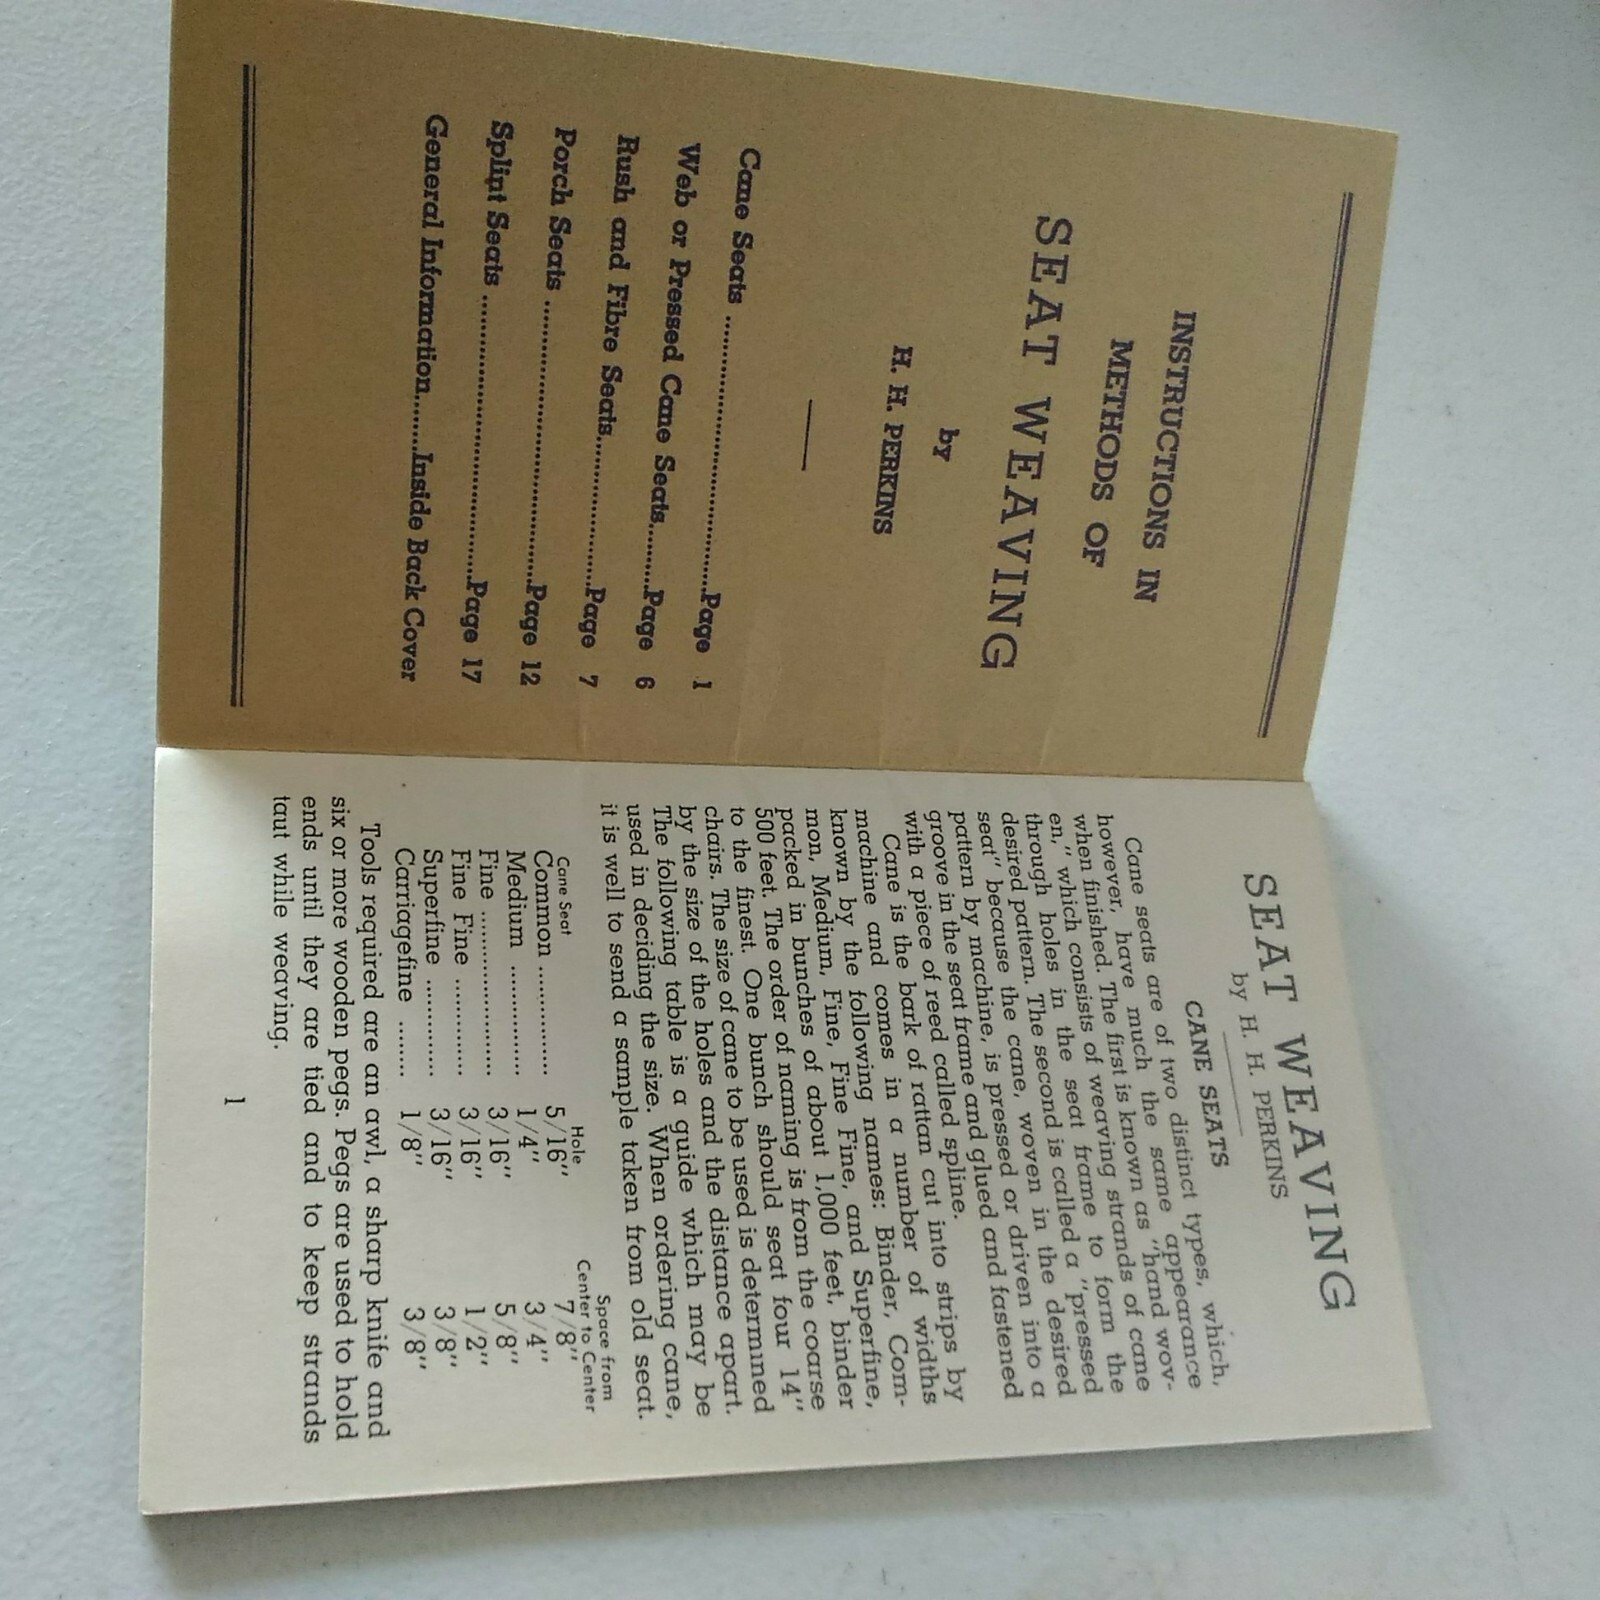 INSTRUCTIONS IN
METHODS OF
SEAT WEAVING
by
H. H. PERKINS
Cane Seats ........................................Page 1
Web or Pressed Cane Seats..........Page 6
Rush and Fibre Seats......................Page 7
Porch Seats ........................................Page 12
Splint Seats ........................................Page 17
General Information......Inside Back Cover
SEAT WEAVING
by H. H. PERKINS
CANE SEATS
Cane seats are of two distinct types, which,
however, have much the same appearance
when finished. The first is known as "hand wov-
en," which consists of weaving strands of cane
through holes in the seat frame to form the
desired pattern. The second is called a "pressed
seat" because the cane, woven in the desired
pattern by machine, is pressed or driven into a
groove in the seat frame and glued and fastened
with a piece of reed called spline.
Cane is the bark of rattan cut into strips by
machine and comes in a number of widths
known by the following names: Binder, Com-
mon, Medium, Fine, Fine Fine, and Superfine,
packed in bunches of about 1,000 feet, binder
500 feet. The order of naming is from the coarse
to the finest. One bunch should seat four 14"
chairs. The size of cane to be used is determined
by the size of the holes and the distance apart.
The following table is a guide which may be
used in deciding the size. When ordering cane,
it is well to send a sample taken from old seat.
Cane Seat Hole Space from Center to Center
Common ............... 5/16" 7/8"
Medium ............... 1/4" 3/4"
Fine ..................... 3/16" 5/8"
Fine Fine ............. 3/16" 1/2"
Superfine ............. 3/16" 3/8"
Carriagefine ........ 1/8" 3/8"
Tools required are an awl, a sharp knife and
six or more wooden pegs. Pegs are used to hold
ends until they are tied and to keep strands
taut while weaving.
1